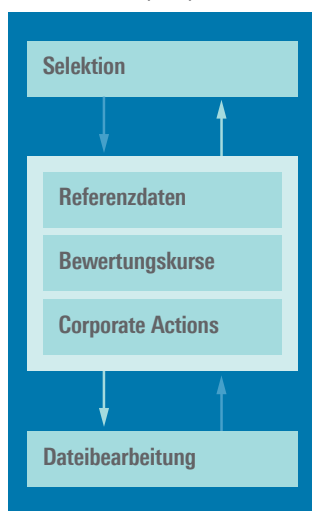 Selektion
Referenzdaten
Bewertungskurse
Corporate Actions
Dateibearbeitung